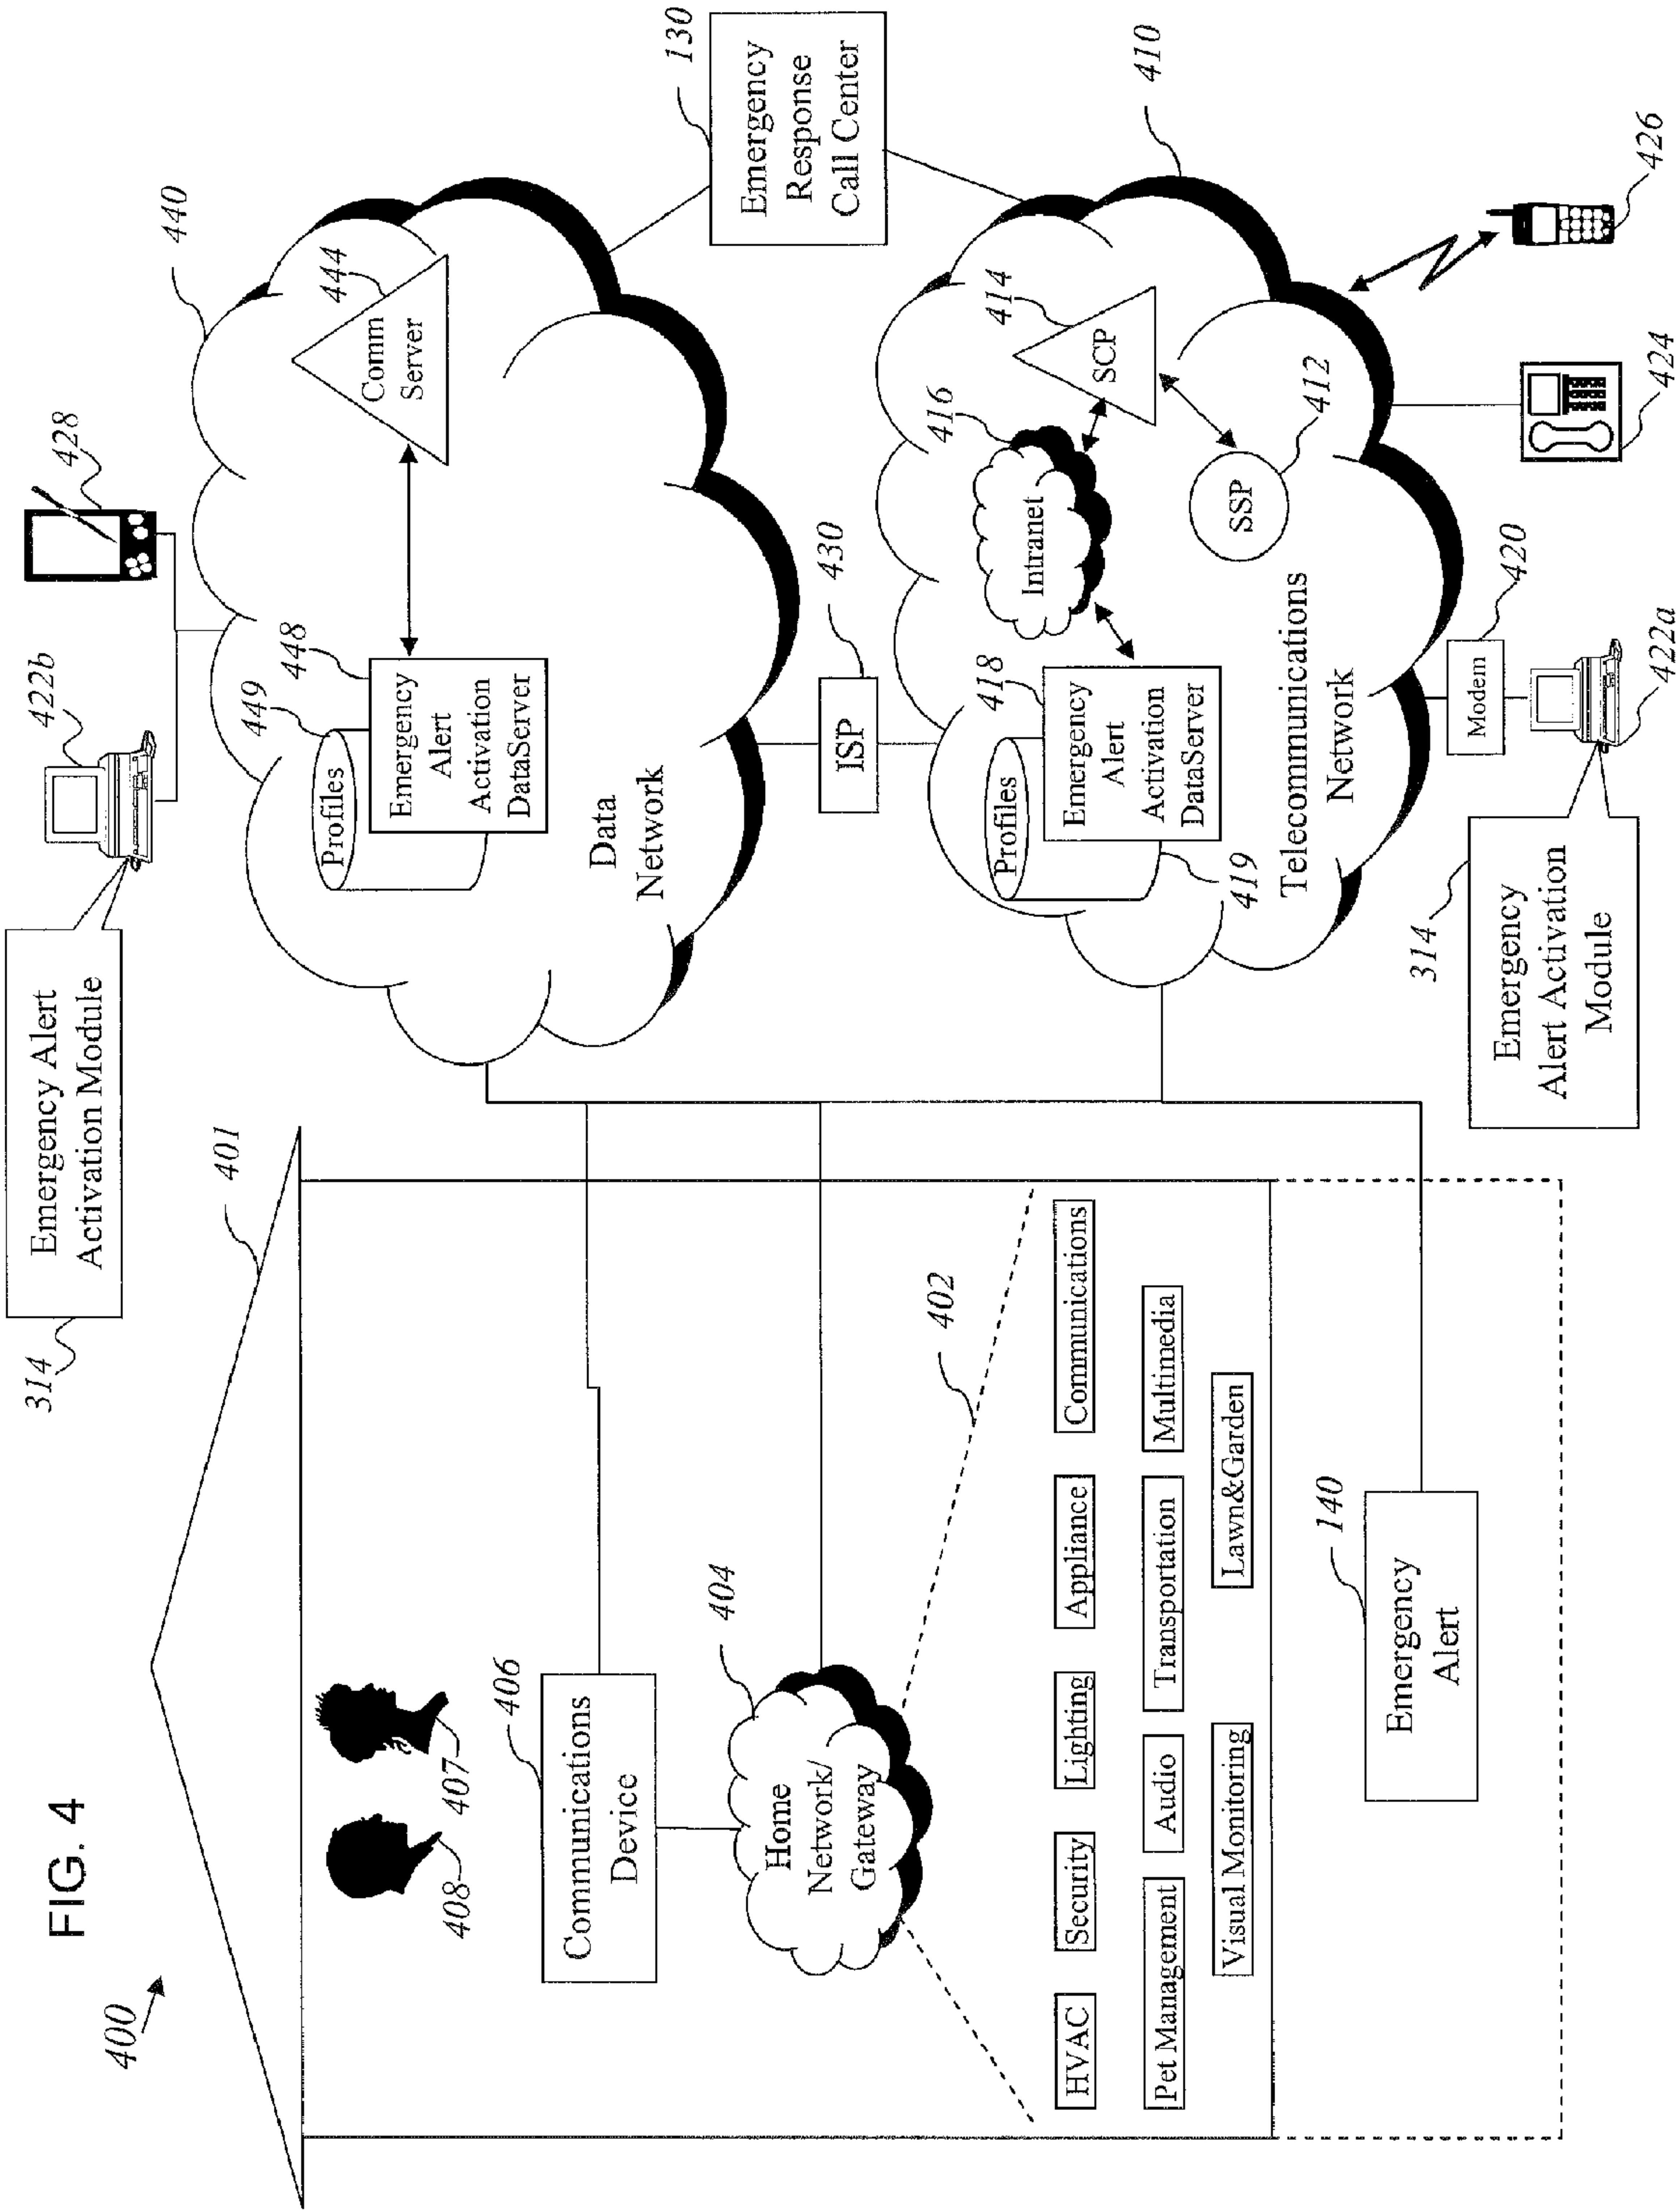 FIG. 4
400
314
Emergency Alert
Activation Module
422b
428
440
401
408
407
406
Communications
Device
404
Home
Network/
Gateway
402
HVAC
Security
Lighting
Appliance
Communications
Pet Management
Audio
Transportation
Multimedia
Visual Monitoring
Lawn&Garden
140
Emergency
Alert
449
Profiles
448
Emergency
Alert
Activation
DataServer
444
Comm
Server
Data
Network
430
ISP
130
Emergency
Response
Call Center
410
Profiles
418
Emergency
Alert
Activation
DataServer
419
416
Intranet
414
SCP
SSP
412
Telecommunications
Network
314
Emergency
Alert Activation
Module
Modem
420
422a
424
426